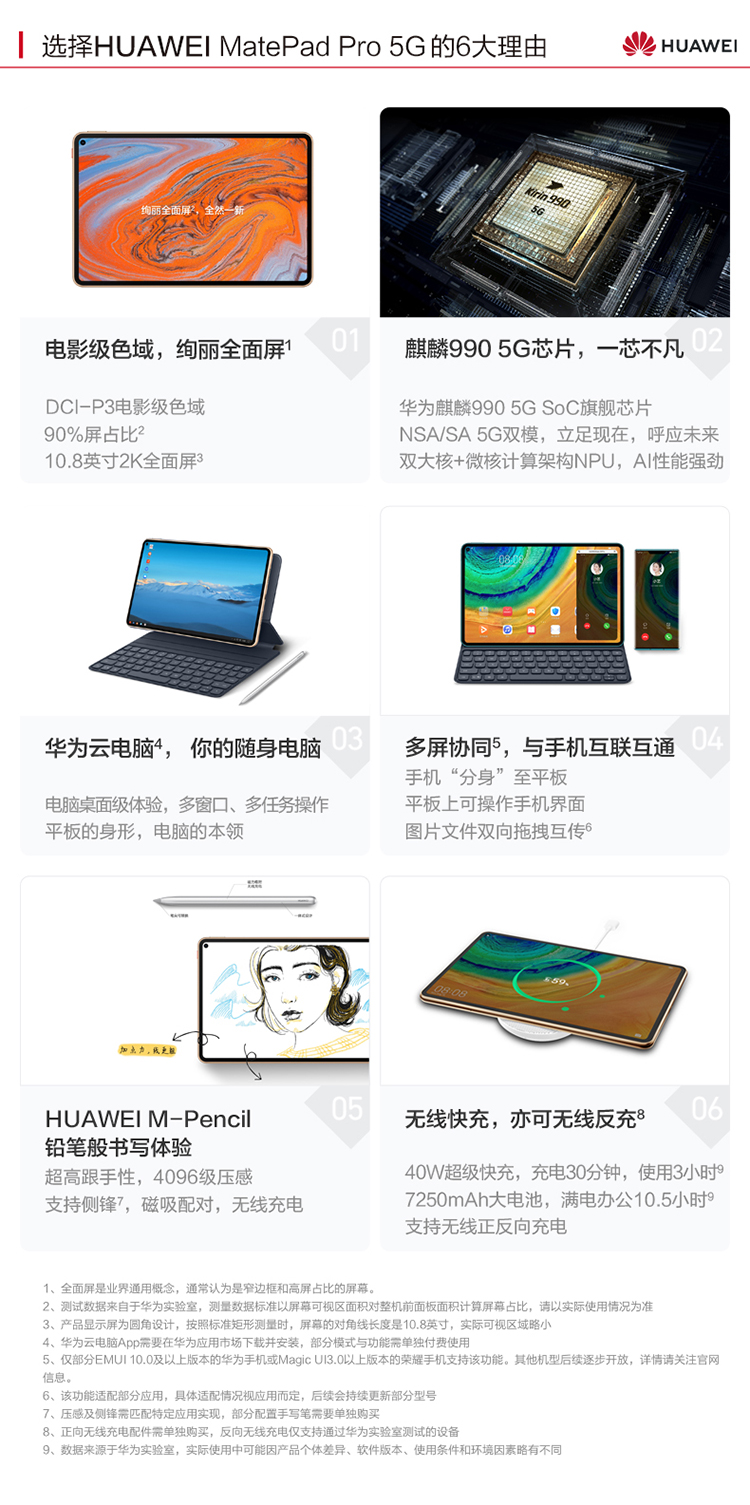 选择HUAWEI MatePad Pro 5G的6大理由
HUAWEI
绚丽全面屏²，全然一新
Kirin 990
5G
01
电影级色域，绚丽全面屏¹
DCI-P3电影级色域
90%屏占比²
10.8英寸2K全面屏³
02
麒麟990 5G芯片，一芯不凡
华为麒麟990 5G SoC旗舰芯片
NSA/SA 5G双模，立足现在，呼应未来
双大核+微核计算架构NPU，AI性能强劲
03
华为云电脑⁴， 你的随身电脑
电脑桌面级体验，多窗口、多任务操作
平板的身形，电脑的本领
08:08
04
多屏协同⁵，与手机互联互通
手机“分身”至平板
平板上可操作手机界面
图片文件双向拖拽互传⁶
05
HUAWEI M-Pencil
铅笔般书写体验
超高跟手性，4096级压感
支持侧锋⁷，磁吸配对，无线充电
59%
08:08
06
无线快充，亦可无线反充⁸
40W超级快充，充电30分钟，使用3小时⁹
7250mAh大电池，满电办公10.5小时⁹
支持无线正反向充电
1、全面屏是业界通用概念，通常认为是窄边框和高屏占比的屏幕。
2、测试数据来自于华为实验室，测量数据标准以屏幕可视区面积对整机前面板面积计算屏幕占比，请以实际使用情况为准
3、产品显示屏为圆角设计，按照标准矩形测量时，屏幕的对角线长度是10.8英寸，实际可视区域略小
4、华为云电脑App需要在华为应用市场下载并安装，部分模式与功能需单独付费使用
5、仅部分EMUI 10.0及以上版本的华为手机或Magic UI3.0以上版本的荣耀手机支持该功能。其他机型后续逐步开放，详情请关注官网
信息。
6、该功能适配部分应用，具体适配情况视应用而定，后续会持续更新部分型号
7、压感及侧锋需匹配特定应用实现，部分配置手写笔需要单独购买
8、正向无线充电配件需单独购买，反向无线充电仅支持通过华为实验室测试的设备
9、数据来源于华为实验室，实际使用中可能因产品个体差异、软件版本、使用条件和环境因素略有不同